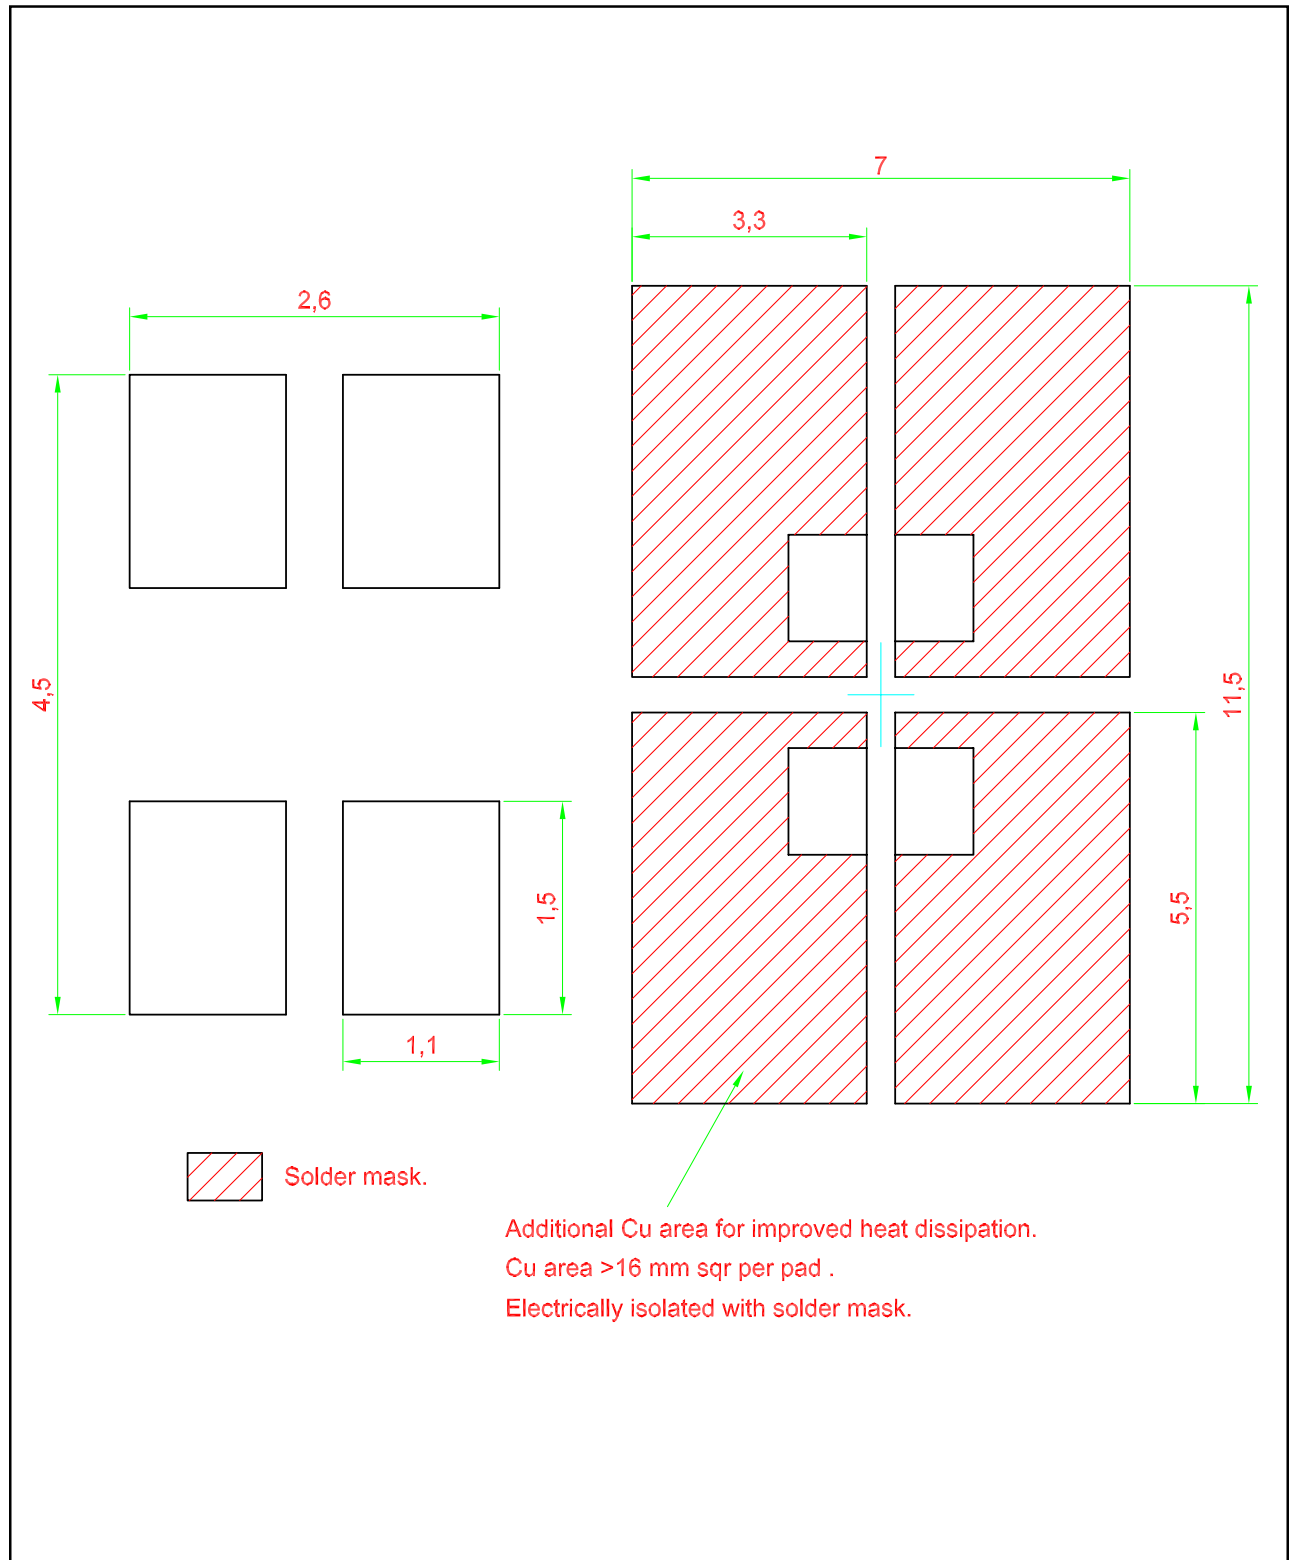 7
3,3
2,6
4,5
11,5
1,5
5,5
1,1
Solder mask.
Additional Cu area for improved heat dissipation.
Cu area >16 mm sqr per pad .
Electrically isolated with solder mask.